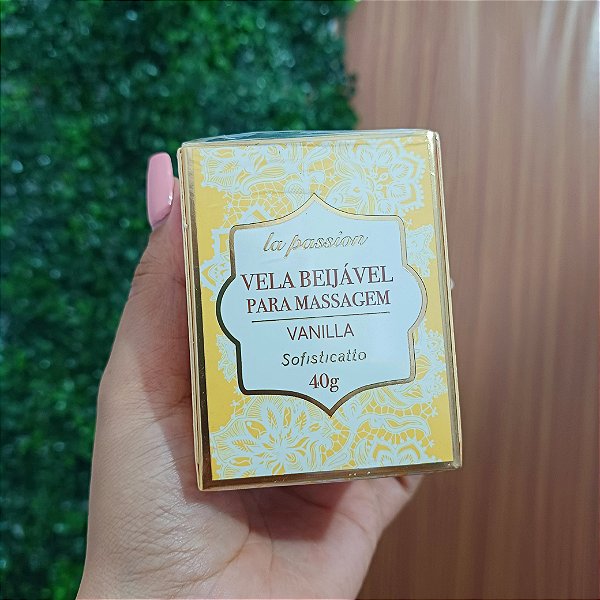 la passion
VELA BEIJÁVEL
PARA MASSAGEM
VANILLA
Sofisticatto
40g